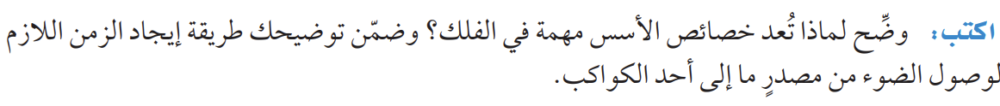 اكتب: وضِّح لماذا تُعد خصائص الأسس مهمة في الفلك؟ وضمّن توضيحك طريقة إيجاد الزمن اللازم
لوصول الضوء من مصدرٍ ما إلى أحد الكواكب.